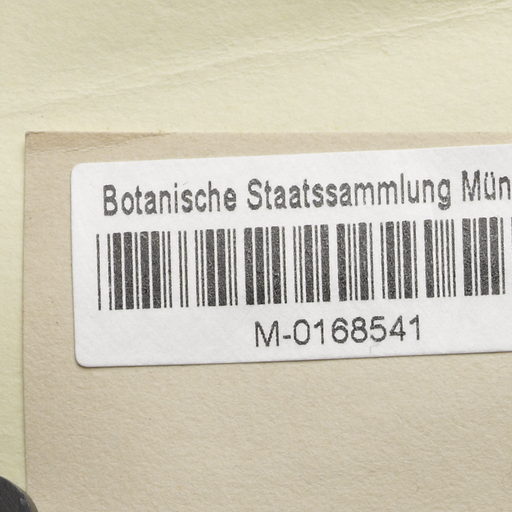 Botanische Staatssammlung Mün
M-0168541